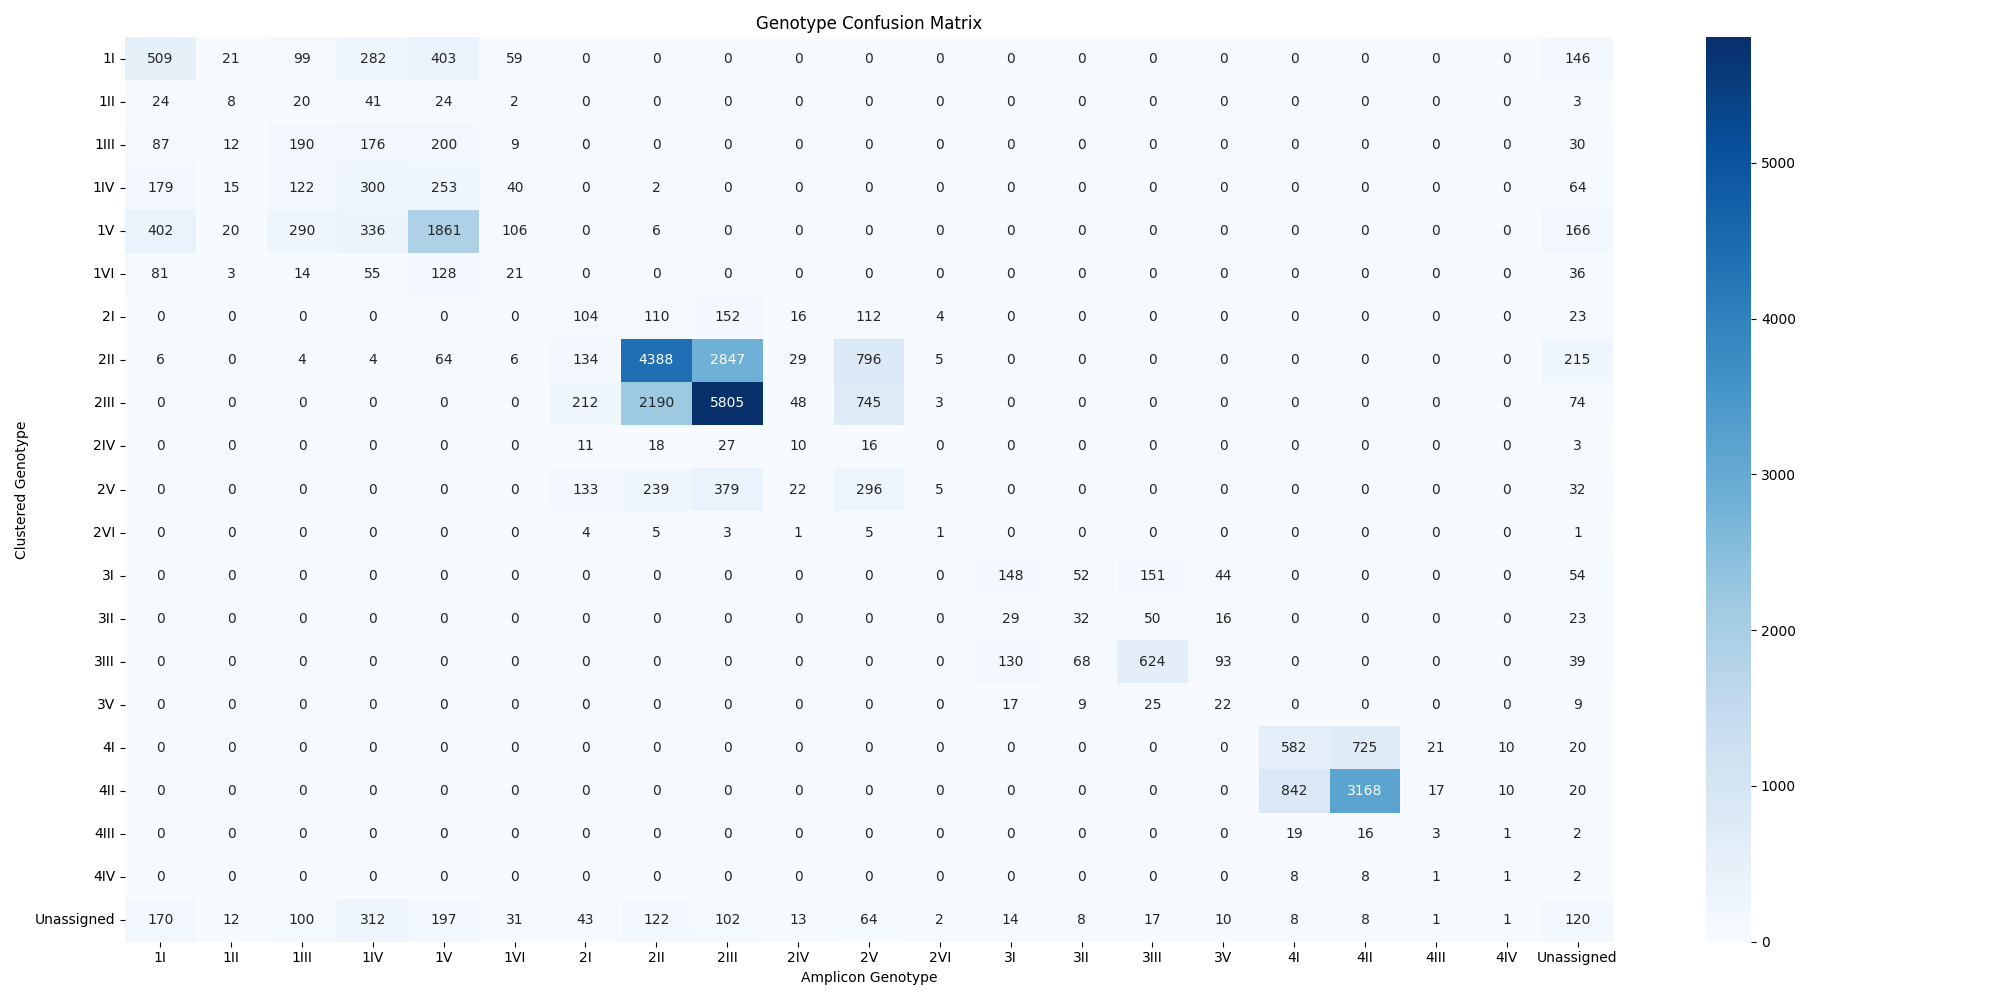 Genotype Confusion Matrix
1I 509 21 99 282 403 59 0 0 0 0 0 0 0 0 0 0 0 0 0 0 146
1II 24 8 20 41 24 2 0 0 0 0 0 0 0 0 0 0 0 0 0 0 3
1III 87 12 190 176 200 9 0 0 0 0 0 0 0 0 0 0 0 0 0 0 30
1IV 179 15 122 300 253 40 0 2 0 0 0 0 0 0 0 0 0 0 0 0 64
1V 402 20 290 336 1861 106 0 6 0 0 0 0 0 0 0 0 0 0 0 0 166
1VI 81 3 14 55 128 21 0 0 0 0 0 0 0 0 0 0 0 0 0 0 36
2I 0 0 0 0 0 0 104 110 152 16 112 4 0 0 0 0 0 0 0 0 23
2II 6 0 4 4 64 6 134 4388 2847 29 796 5 0 0 0 0 0 0 0 0 215
2III 0 0 0 0 0 0 212 2190 5805 48 745 3 0 0 0 0 0 0 0 0 74
2IV 0 0 0 0 0 0 11 18 27 10 16 0 0 0 0 0 0 0 0 0 3
2V 0 0 0 0 0 0 133 239 379 22 296 5 0 0 0 0 0 0 0 0 32
2VI 0 0 0 0 0 0 4 5 3 1 5 1 0 0 0 0 0 0 0 0 1
3I 0 0 0 0 0 0 0 0 0 0 0 0 148 52 151 44 0 0 0 0 54
3II 0 0 0 0 0 0 0 0 0 0 0 0 29 32 50 16 0 0 0 0 23
3III 0 0 0 0 0 0 0 0 0 0 0 0 130 68 624 93 0 0 0 0 39
3V 0 0 0 0 0 0 0 0 0 0 0 0 17 9 25 22 0 0 0 0 9
4I 0 0 0 0 0 0 0 0 0 0 0 0 0 0 0 0 582 725 21 10 20
4II 0 0 0 0 0 0 0 0 0 0 0 0 0 0 0 0 842 3168 17 10 20
4III 0 0 0 0 0 0 0 0 0 0 0 0 0 0 0 0 19 16 3 1 2
4IV 0 0 0 0 0 0 0 0 0 0 0 0 0 0 0 0 8 8 1 1 2
Unassigned 170 12 100 312 197 31 43 122 102 13 64 2 14 8 17 10 8 8 1 1 120
1I 1II 1III 1IV 1V 1VI 2I 2II 2III 2IV 2V 2VI 3I 3II 3III 3V 4I 4II 4III 4IV Unassigned
Amplicon Genotype
Clustered Genotype
5000
4000
3000
2000
1000
0